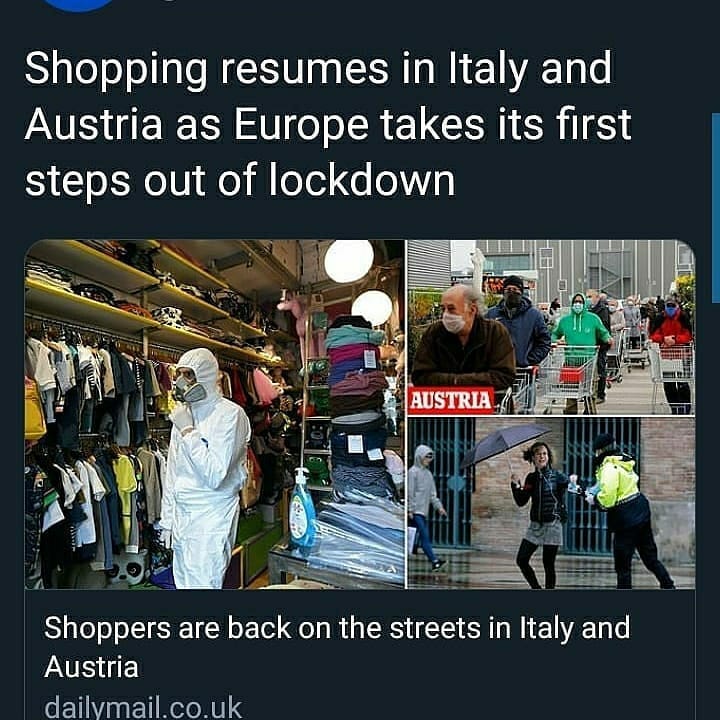 Shopping resumes in Italy and
Austria as Europe takes its first
steps out of lockdown
AUSTRIA
Shoppers are back on the streets in Italy and
Austria
dailymail.co.uk